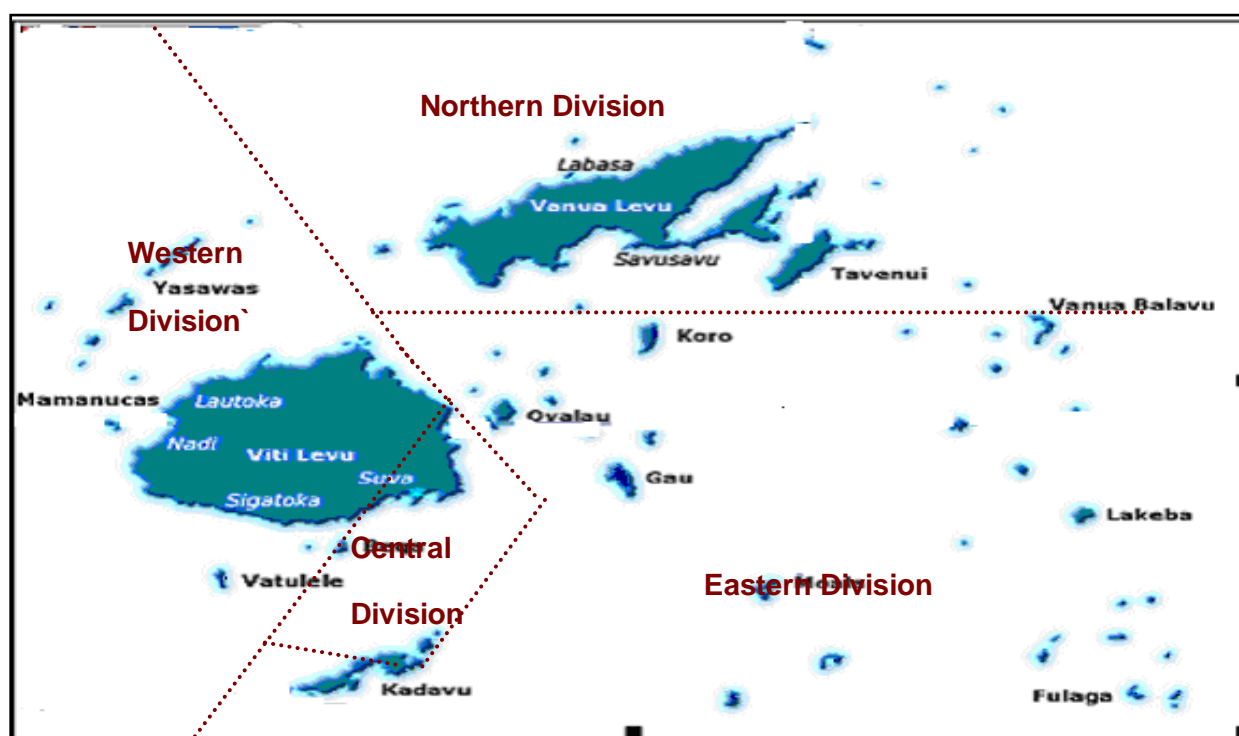 Northern Division
Labasa
Vanua Levu
Western
Savusavu
Tavenui
Yasawas
Vanua Balavu
Division`
Koro
Mamanucas
Lautoka
Ovalau
Nadi
Viti Levu
Suva
Gau
Sigatoka
Lakeba
Central
Vatulele
Eastern Division
Division
Kadavu
Fulaga